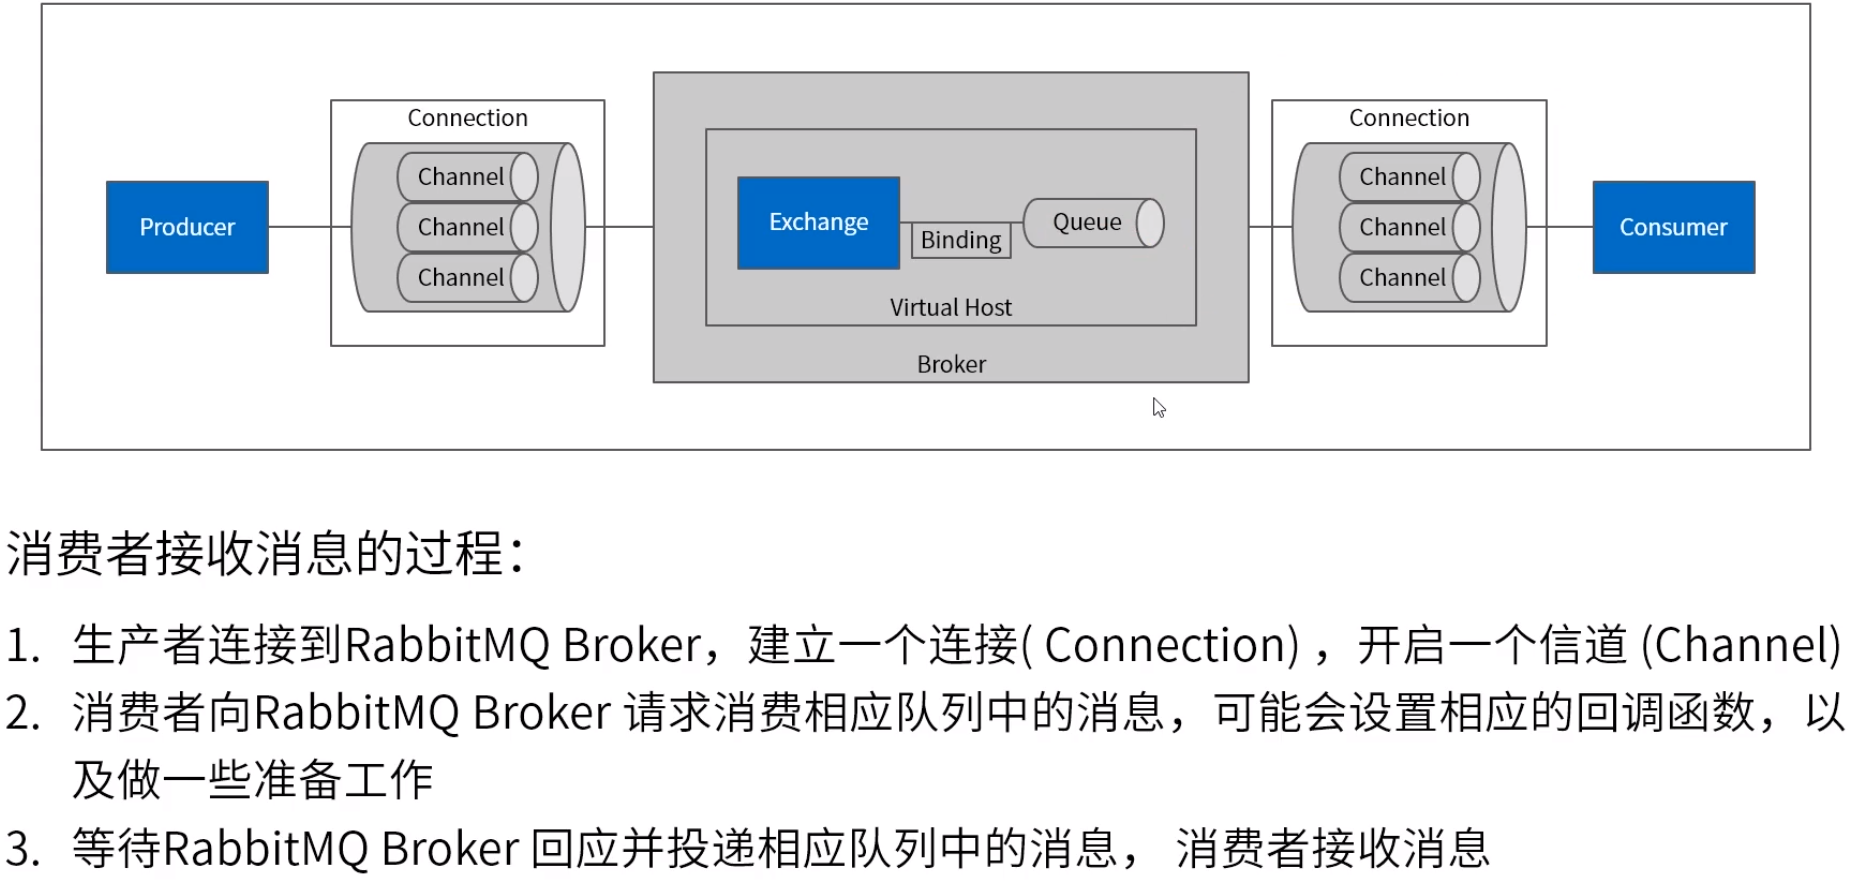 Connection
Channel
Channel
Channel
Producer
Exchange
Binding
Queue
Virtual Host
Broker
Connection
Channel
Channel
Channel
Consumer
消费者接收消息的过程：
1. 生产者连接到RabbitMQ Broker，建立一个连接( Connection) ，开启一个信道 (Channel)
2. 消费者向RabbitMQ Broker 请求消费相应队列中的消息，可能会设置相应的回调函数，以
及做一些准备工作
3. 等待RabbitMQ Broker 回应并投递相应队列中的消息， 消费者接收消息